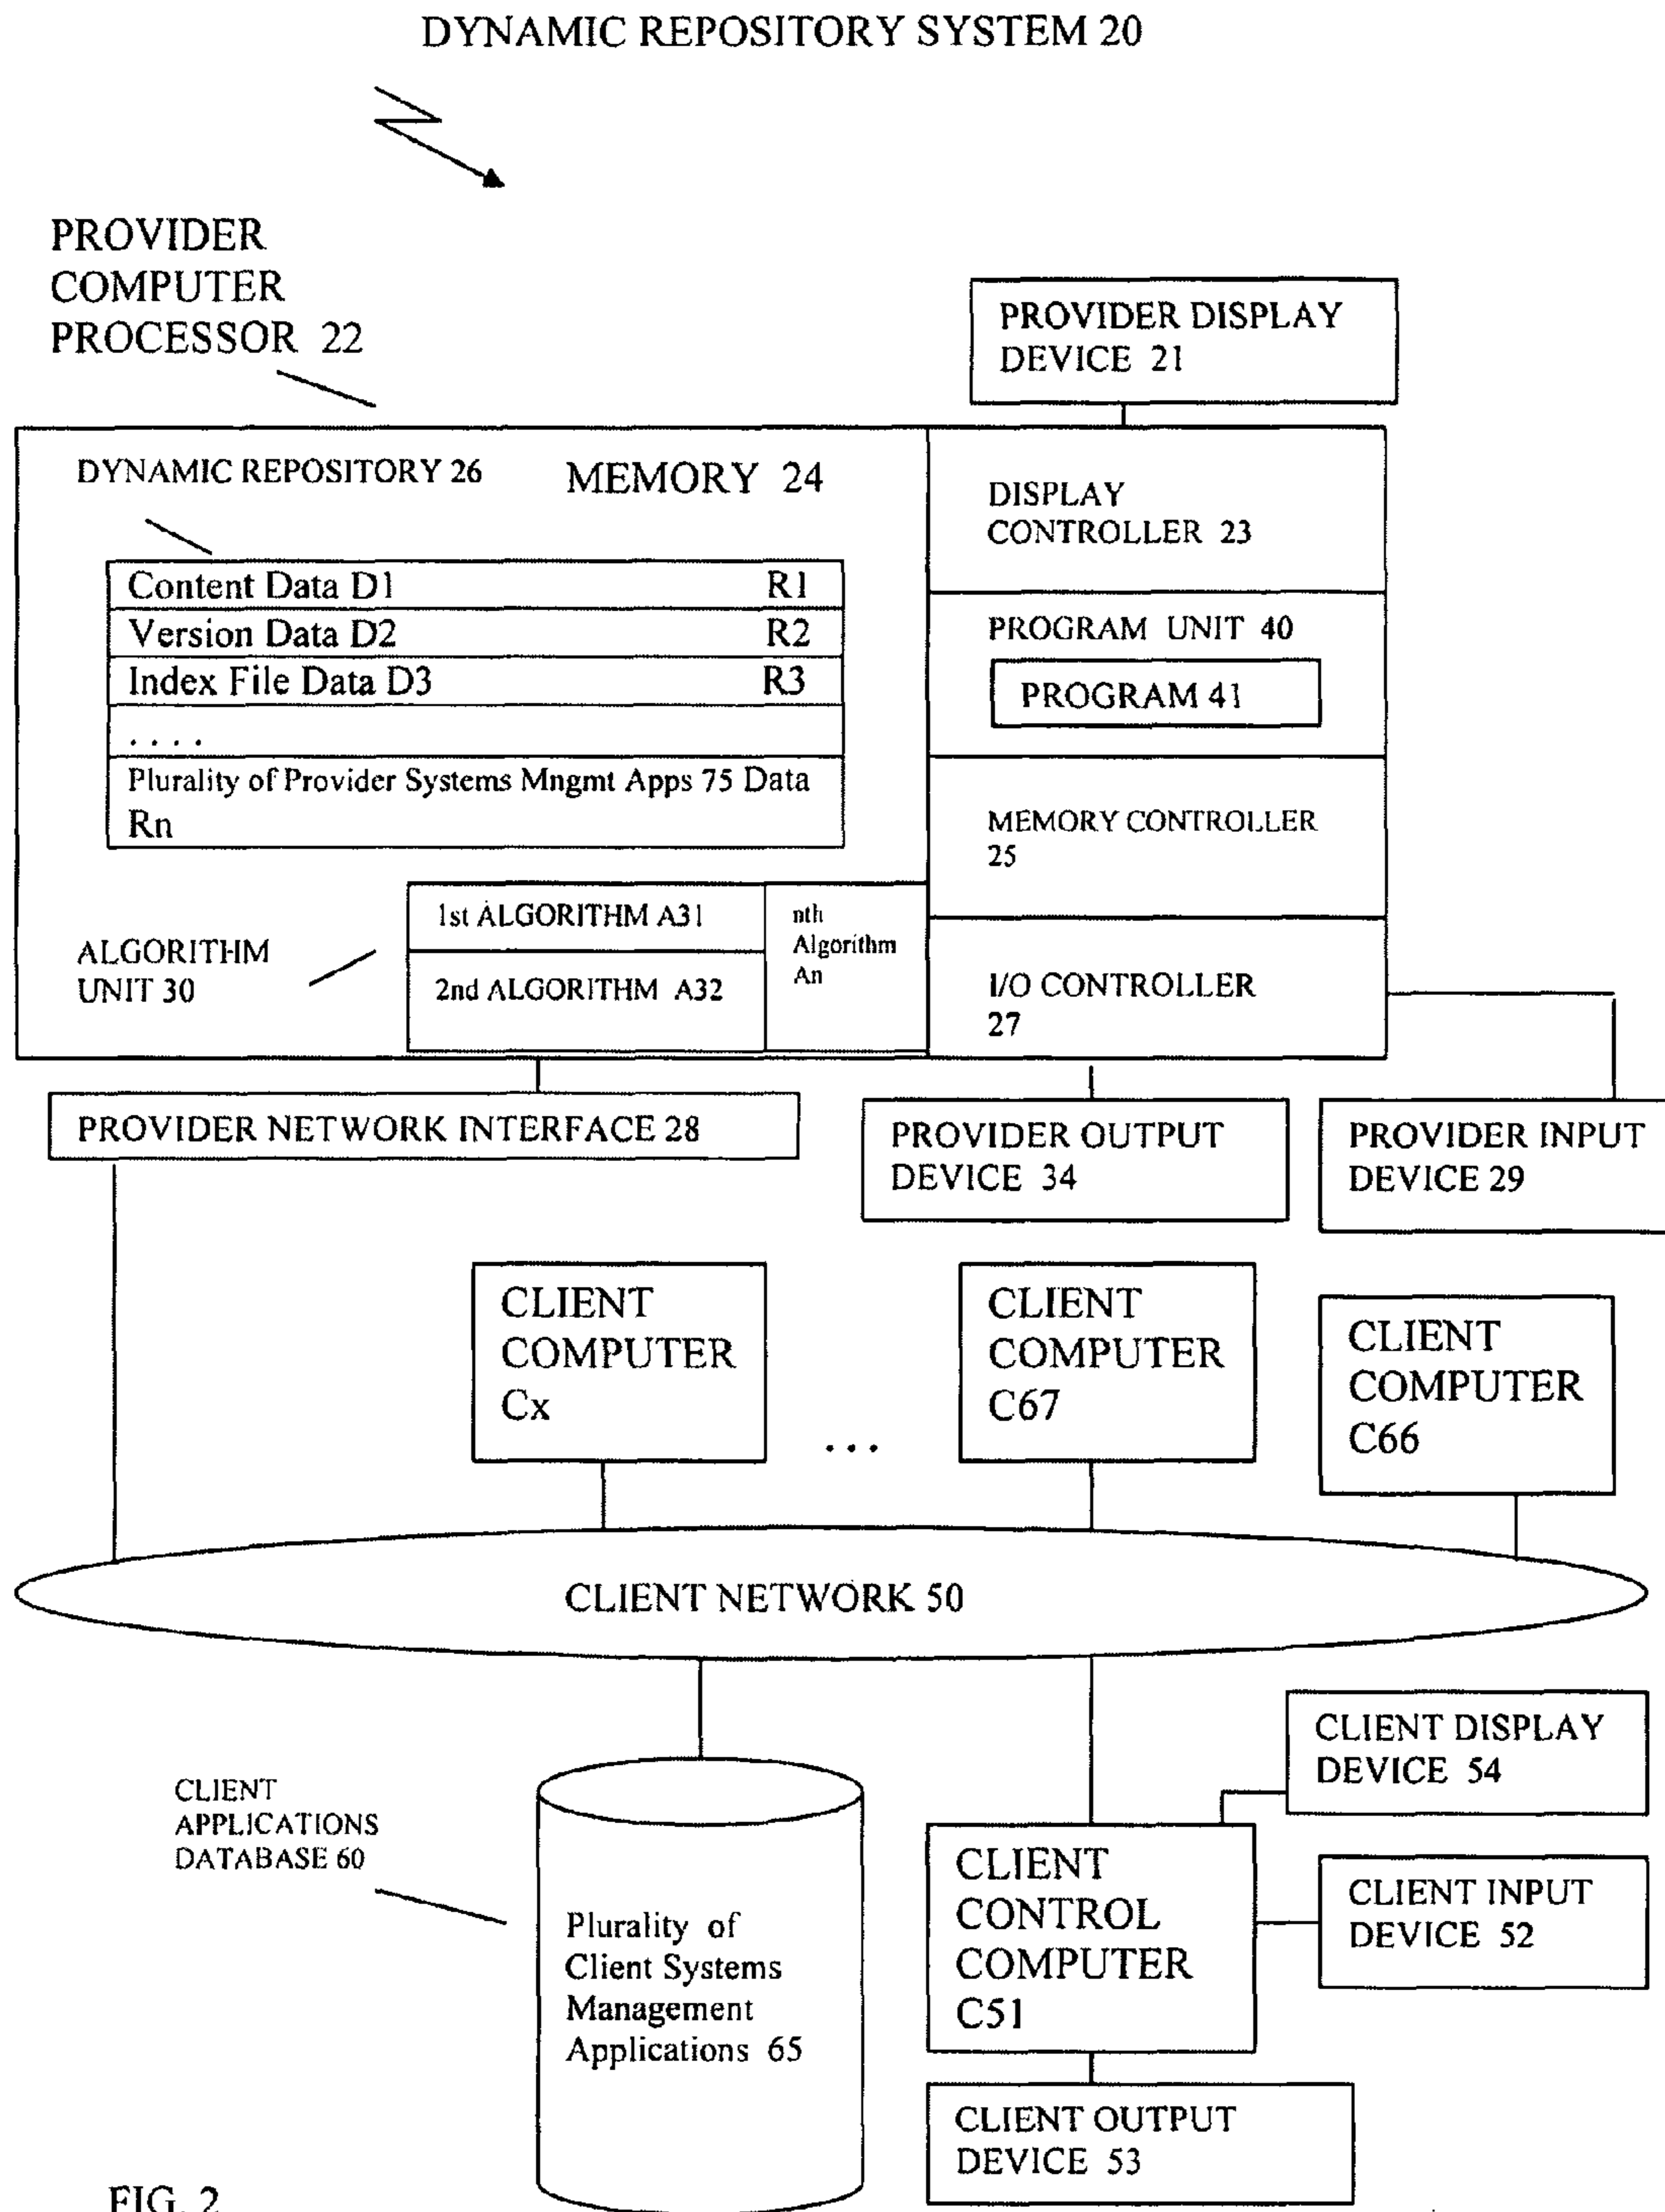 DYNAMIC REPOSITORY SYSTEM 20
PROVIDER
COMPUTER
PROCESSOR 22
PROVIDER DISPLAY
DEVICE 21
DYNAMIC REPOSITORY 26
MEMORY 24
Content Data D1 R1
Version Data D2 R2
Index File Data D3 R3
. . . .
Plurality of Provider Systems Mngmt Apps 75 Data
Rn
ALGORITHM
UNIT 30
1st ALGORITHM A31
2nd ALGORITHM A32
nth
Algorithm
An
DISPLAY
CONTROLLER 23
PROGRAM UNIT 40
PROGRAM 41
MEMORY CONTROLLER
25
I/O CONTROLLER
27
PROVIDER NETWORK INTERFACE 28
PROVIDER OUTPUT
DEVICE 34
PROVIDER INPUT
DEVICE 29
CLIENT
COMPUTER
Cx
...
CLIENT
COMPUTER
C67
CLIENT
COMPUTER
C66
CLIENT NETWORK 50
CLIENT
APPLICATIONS
DATABASE 60
Plurality of
Client Systems
Management
Applications 65
CLIENT
CONTROL
COMPUTER
C51
CLIENT DISPLAY
DEVICE 54
CLIENT INPUT
DEVICE 52
CLIENT OUTPUT
DEVICE 53
FIG. 2